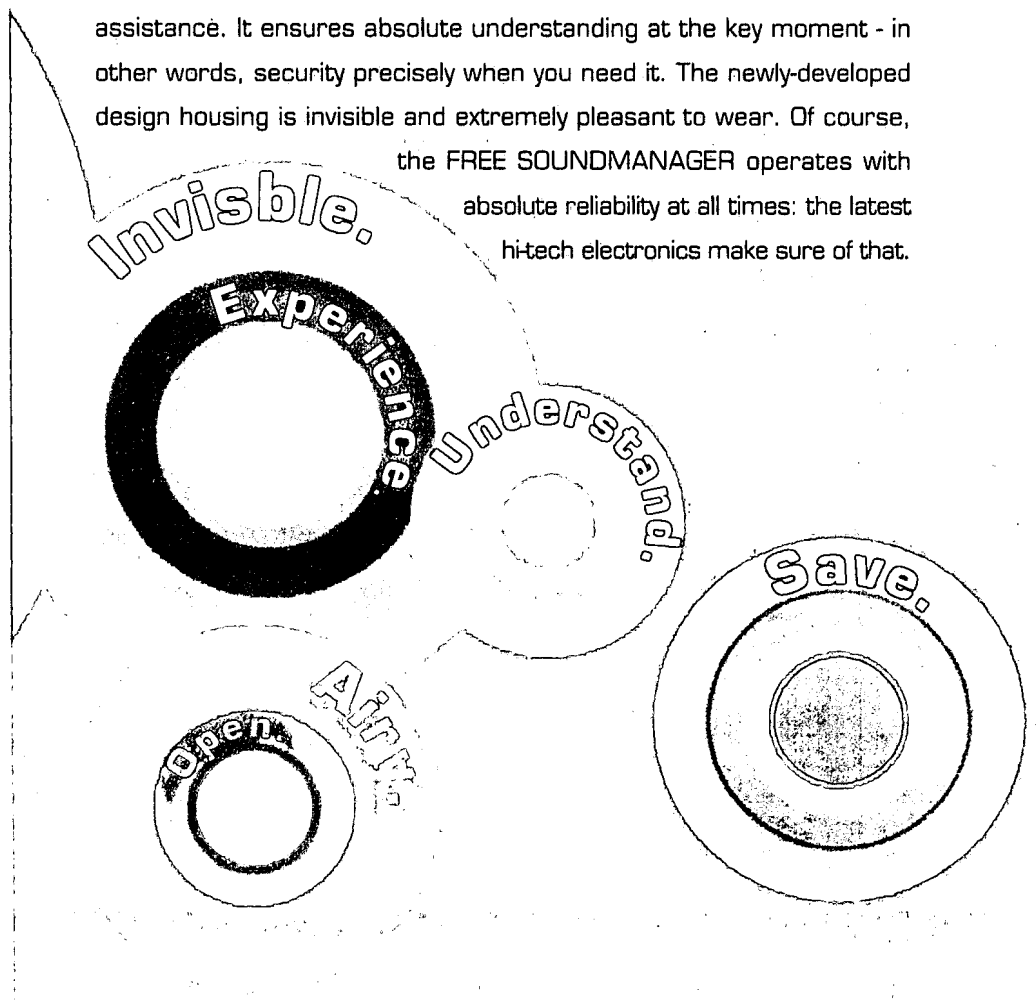 assistance. It ensures absolute understanding at the key moment - in
other words, security precisely when you need it. The newly-developed
design housing is invisible and extremely pleasant to wear. Of course,
the FREE SOUNDMANAGER operates with
absolute reliability at all times: the latest
hi-tech electronics make sure of that.
Invisble.
Experience.
Understand.
Save.
Airy.
Open.